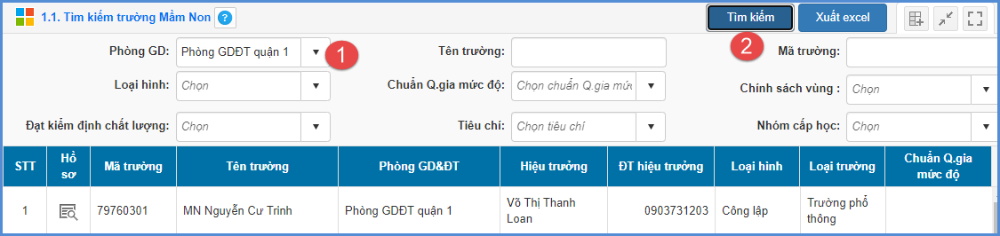 1.1. Tìm kiếm trường Mầm Non ? Tìm kiếm Xuất excel
Phòng GD: Phòng GDĐT quận 1 1 Tên trường: 2 Mã trường:
Loại hình: Chọn Chuẩn Q.gia mức độ: Chọn chuẩn Q.gia mức Chính sách vùng : Chọn
Đạt kiểm định chất lượng: Chọn Tiêu chí: Chọn tiêu chí Nhóm cấp học: Chọn
STT Hồ sơ Mã trường Tên trường Phòng GD&ĐT Hiệu trưởng ĐT hiệu trưởng Loại hình Loại trường Chuẩn Q.gia mức độ
1 79760301 MN Nguyễn Cư Trinh Phòng GDĐT quận 1 Võ Thị Thanh Loan 0903731203 Công lập Trường phổ thông